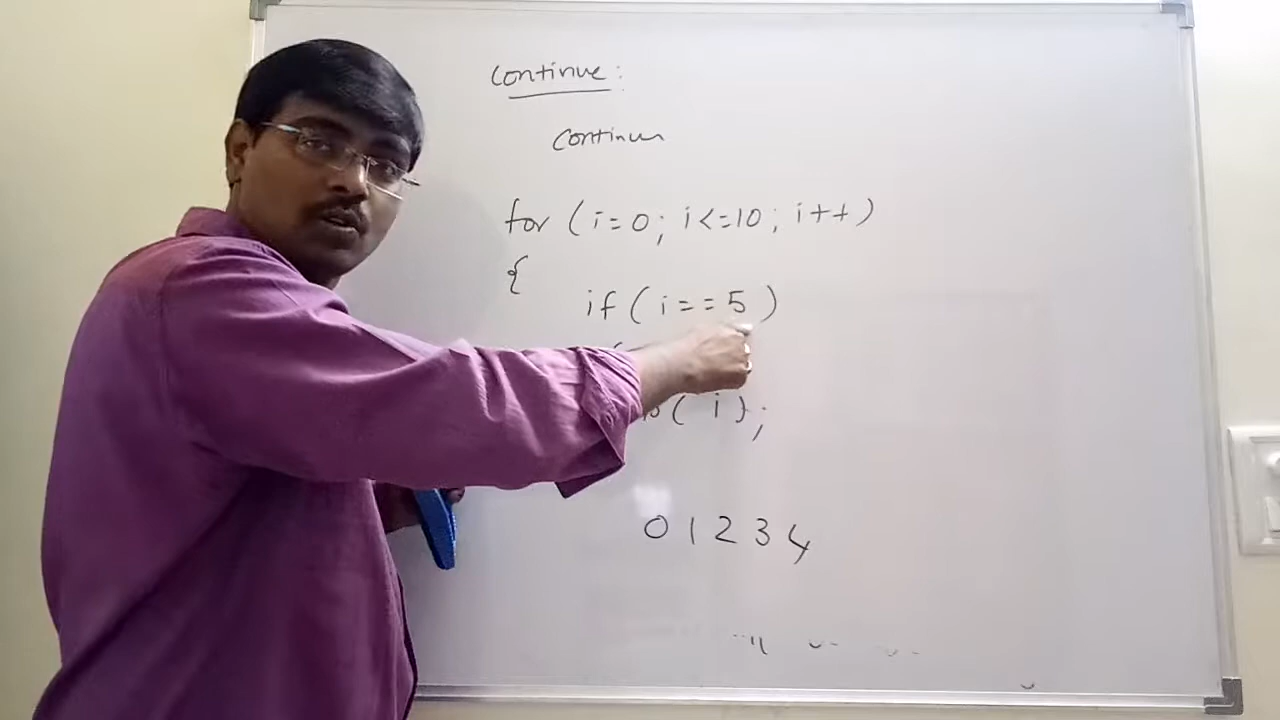 continue:
continue
for (i=0; i<=10; i++)
{
if (i==5)
( i);
0 1 2 3 4